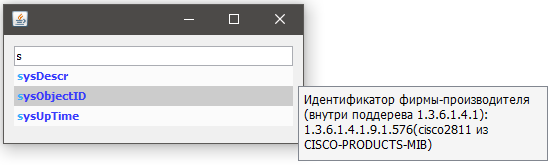 s
sysDescr
sysObjectID
sysUpTime
Идентификатор фирмы-производителя
(внутри поддерева 1.3.6.1.4.1):
1.3.6.1.4.1.9.1.576(cisco2811 из
CISCO-PRODUCTS-MIB)